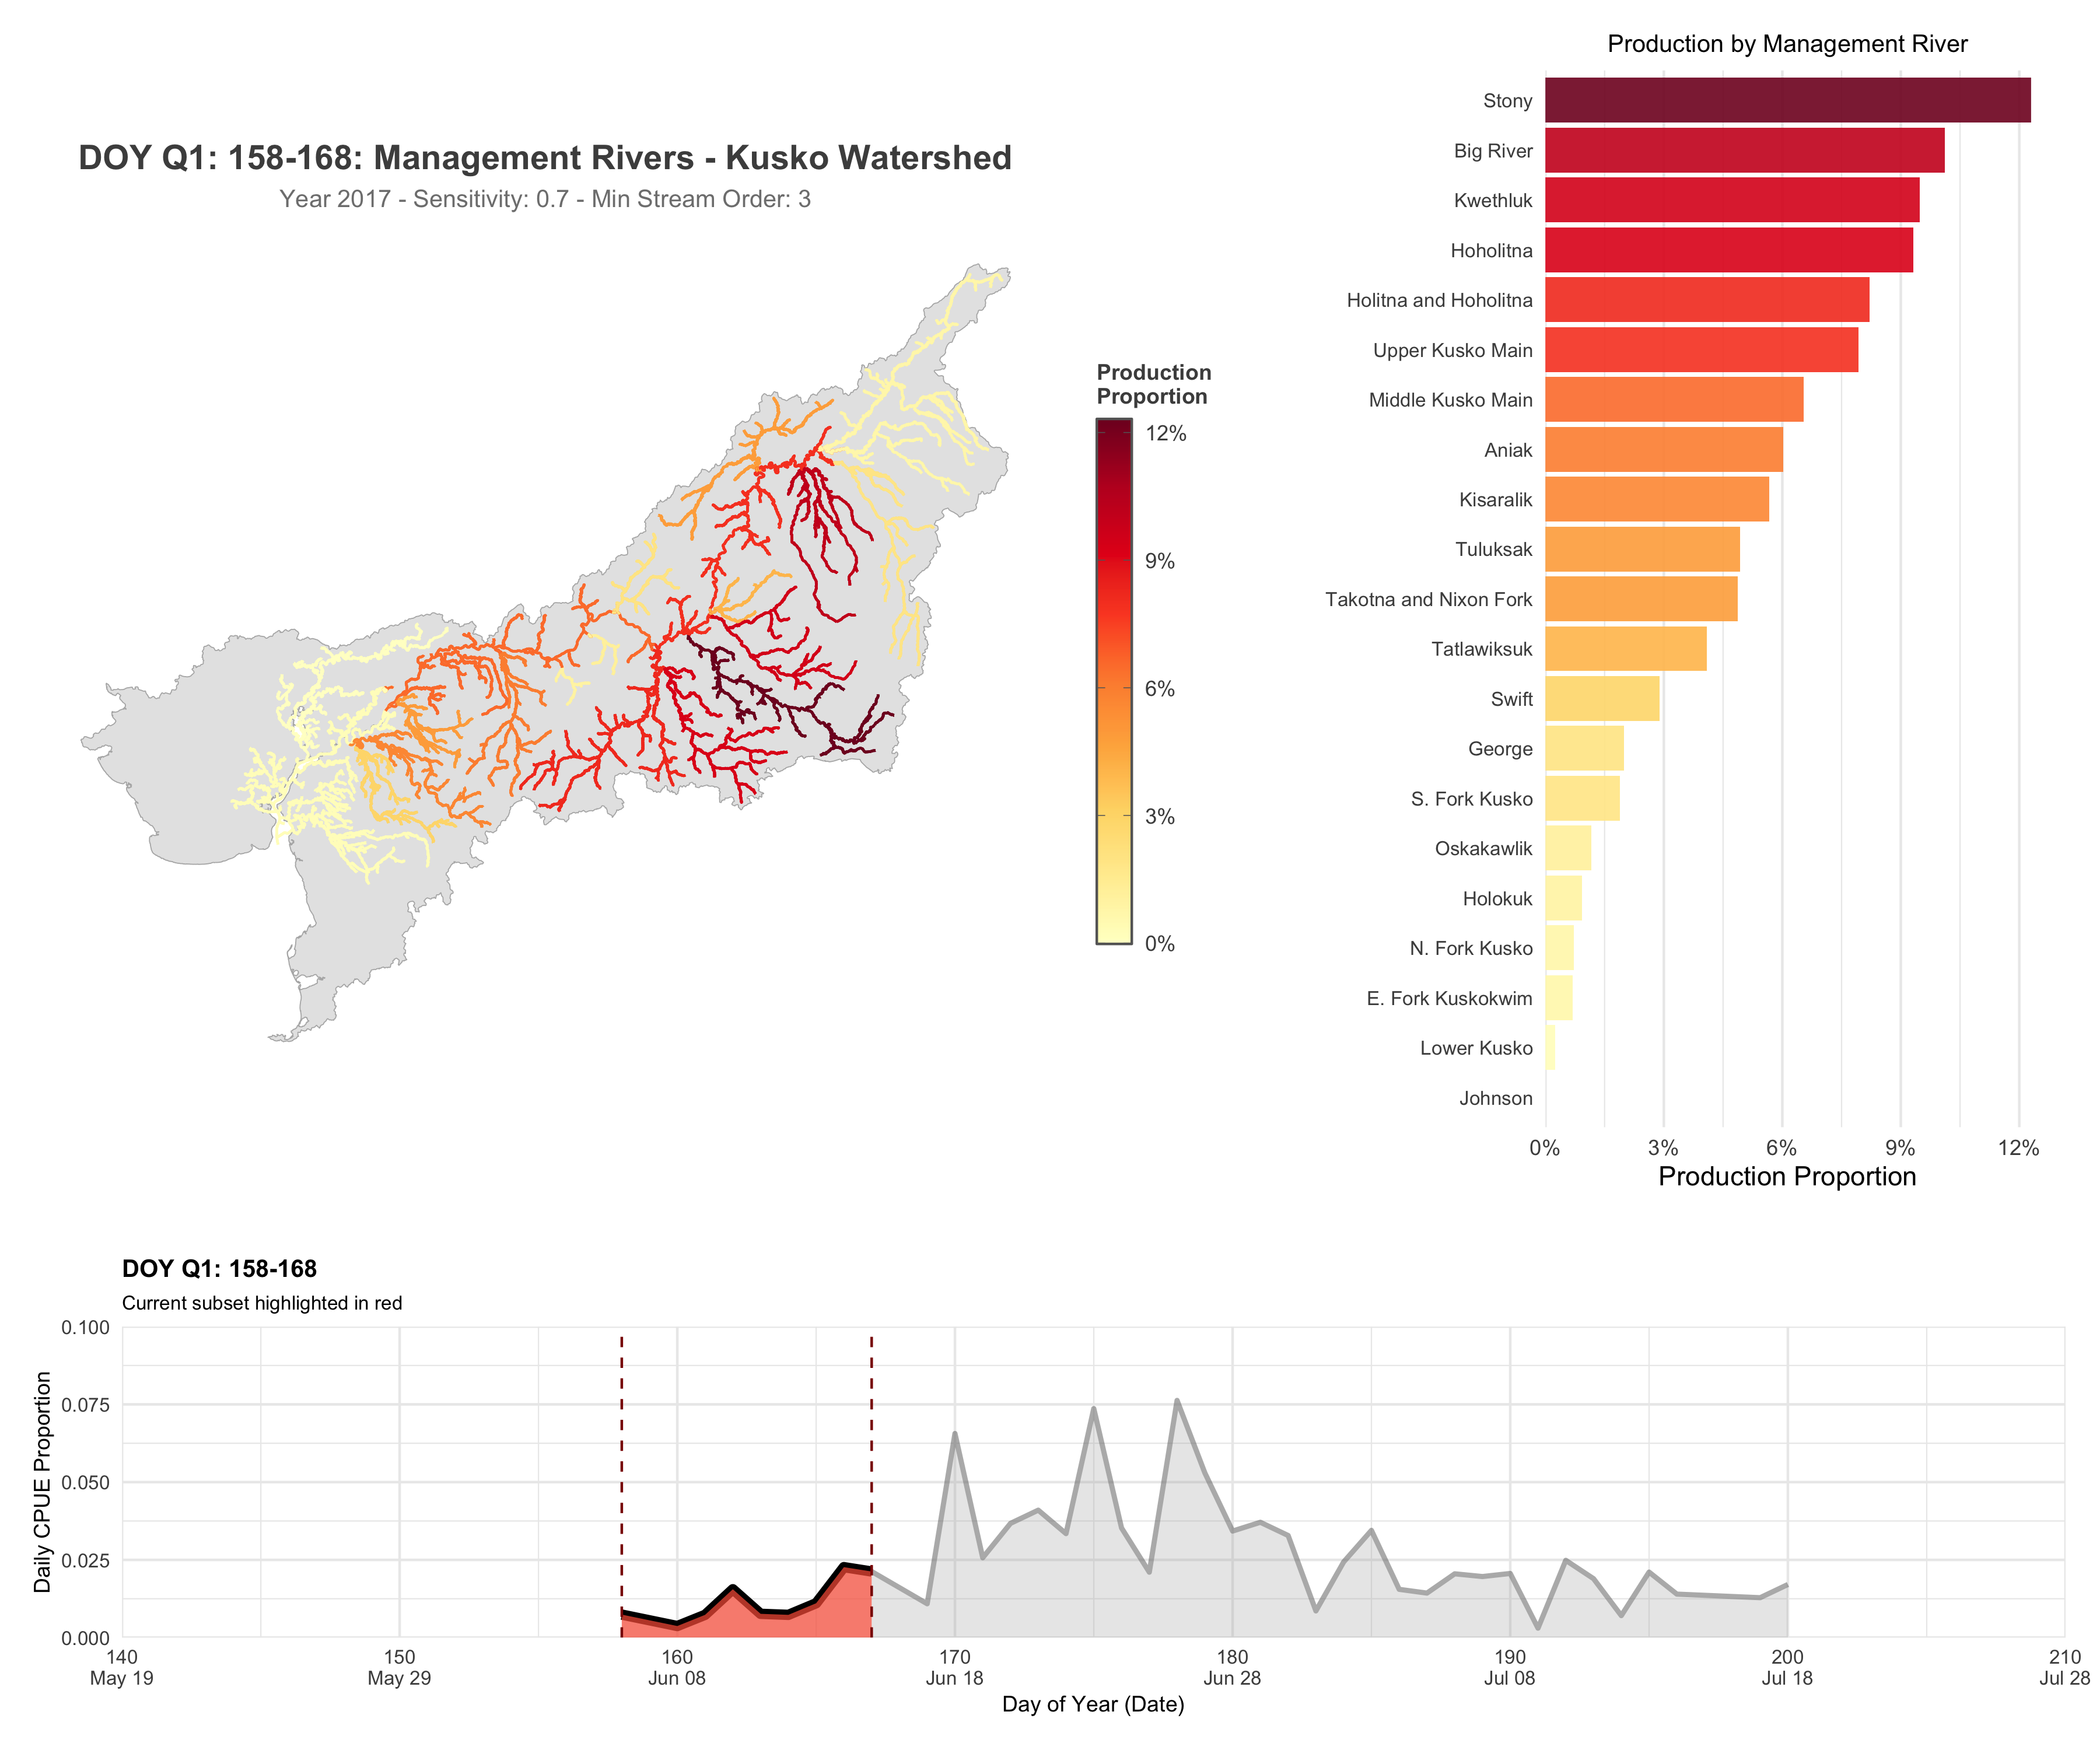 DOY Q1: 158-168: Management Rivers - Kusko Watershed
Year 2017 - Sensitivity: 0.7 - Min Stream Order: 3
Production
Proportion
12%
9%
6%
3%
0%
Production by Management River
Stony
Big River
Kwethluk
Hoholitna
Holitna and Hoholitna
Upper Kusko Main
Middle Kusko Main
Aniak
Kisaralik
Tuluksak
Takotna and Nixon Fork
Tatlawiksuk
Swift
George
S. Fork Kusko
Oskakawlik
Holokuk
N. Fork Kusko
E. Fork Kuskokwim
Lower Kusko
Johnson
0% 3% 6% 9% 12%
Production Proportion
DOY Q1: 158-168
Current subset highlighted in red
Daily CPUE Proportion
0.100
0.075
0.050
0.025
0.000
140 150 160 170 180 190 200 210
May 19 May 29 Jun 08 Jun 18 Jun 28 Jul 08 Jul 18 Jul 28
Day of Year (Date)